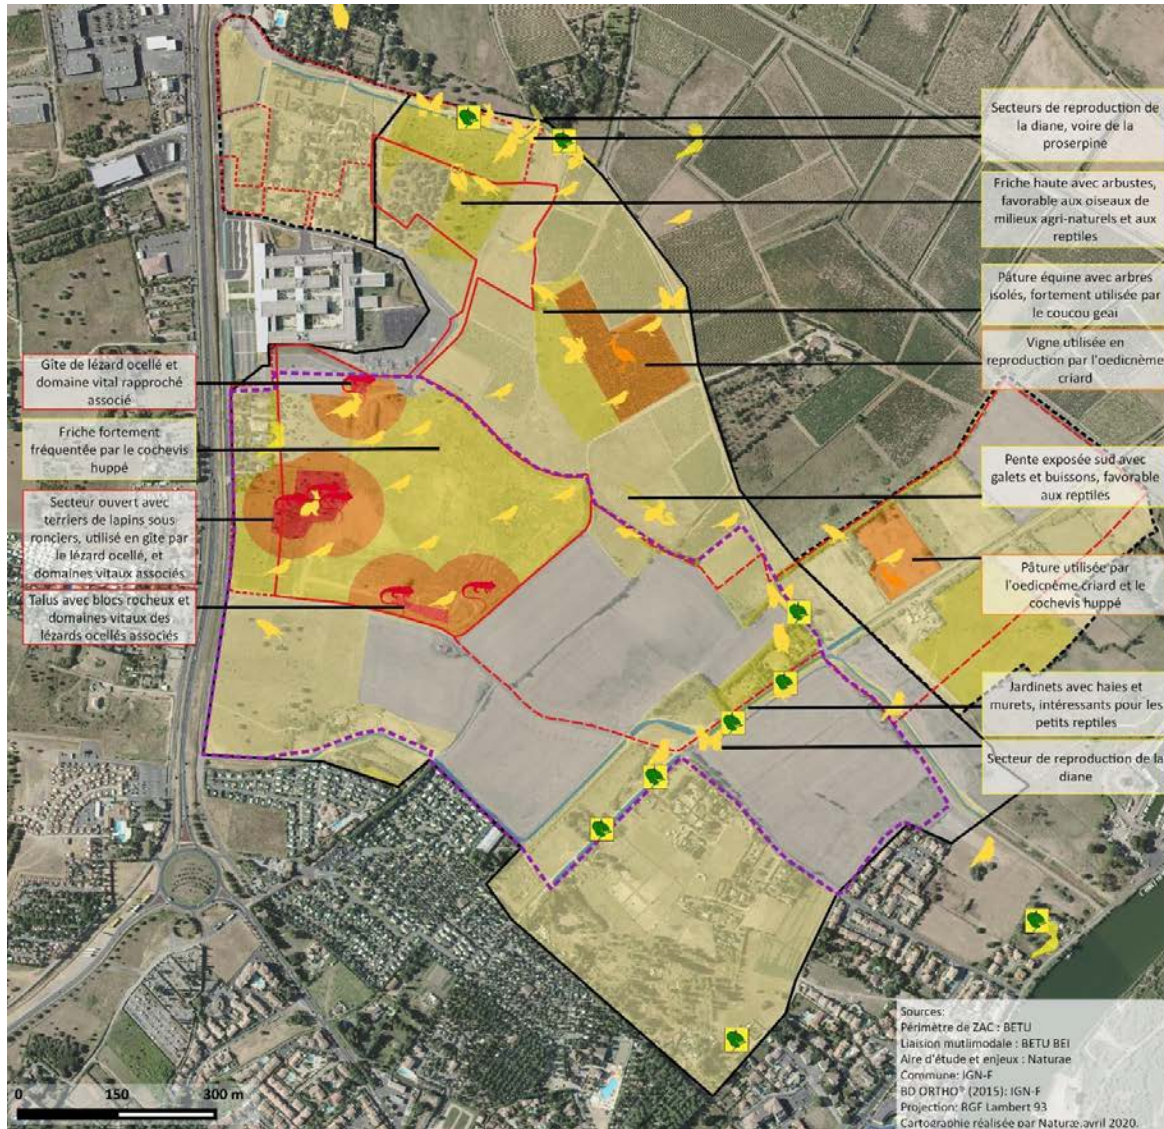 Secteurs de reproduction de
la diane, voire de la
proserpine
Friche haute avec arbustes,
favorable aux oiseaux de
milieux agri-naturels et aux
reptiles
Pâture équine avec arbres
isolés, fortement utilisée par
le coucou geai
Vigne utilisée en
reproduction par l'oedicnème
criard
Gîte de lézard ocellé et
domaine vital rapproché
associé
Friche fortement
fréquentée par le cochevis
huppé
Secteur ouvert avec
terriers de lapins sous
ronciers, utilisé en gîte par
le lézard ocellé, et
domaines vitaux associés
Talus avec blocs rocheux et
domaines vitaux des
lézards ocellés associés
Pente exposée sud avec
galets et buissons, favorable
aux reptiles
Pâture utilisée par
l'oedicnème criard et le
cochevis huppé
Jardinets avec haies et
murets, intéressants pour les
petits reptiles
Secteur de reproduction de la
diane
Sources:
Périmètre de ZAC : BETU
Liaison mutlimodale : BETU BEI
Aire d'étude et enjeux : Naturae
Commune: IGN-F
BD ORTHO® (2015): IGN-F
Projection: RGF Lambert 93
Cartographie réalisée par Naturæ,avril 2020.
0 150 300 m